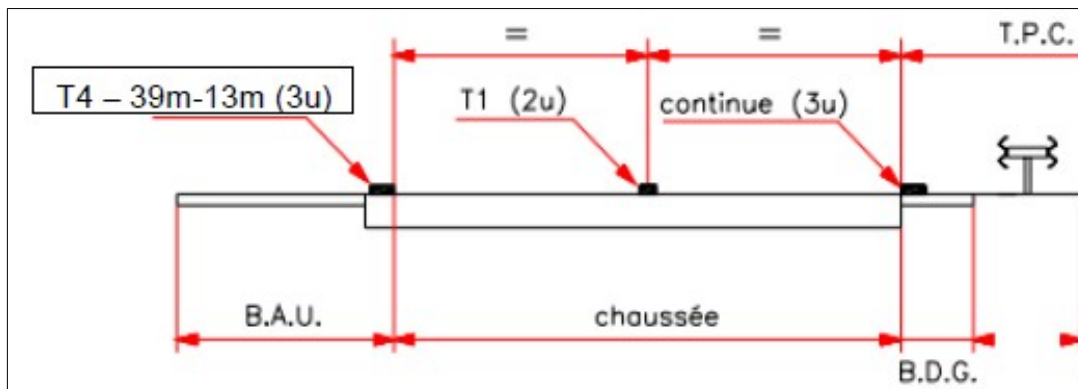 = = T.P.C.
T4 – 39m-13m (3u)
T1 (2u)
continue (3u)
B.A.U.
chaussée
B.D.G.